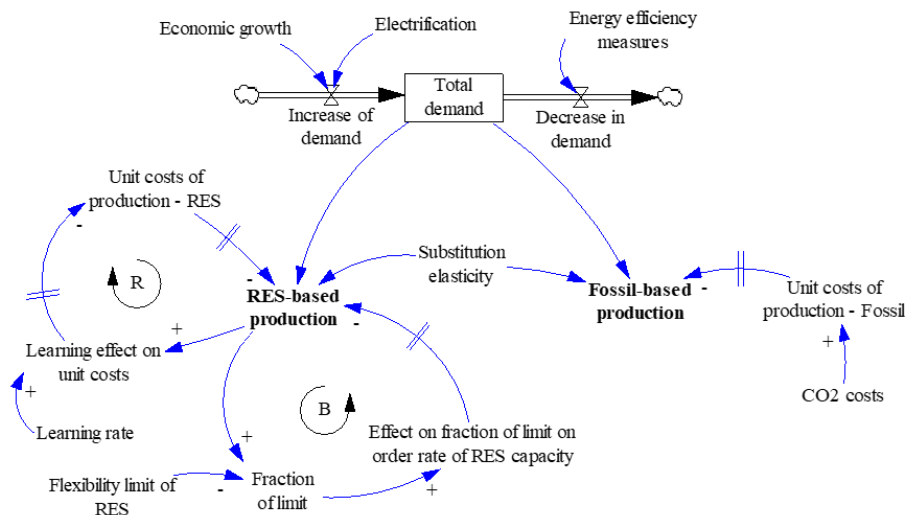 Economic growth
Electrification
Energy efficiency
measures
Total
demand
Increase of
demand
Decrease in
demand
Unit costs of
production - RES
-
R
Substitution
elasticity
-
RES-based
production
-
Fossil-based
production
-
Unit costs of
production - Fossil
+
Learning effect on
unit costs
+
+
CO2 costs
B
Learning rate
+
Effect on fraction of limit on
order rate of RES capacity
Flexibility limit of
RES
-
Fraction
of limit
+